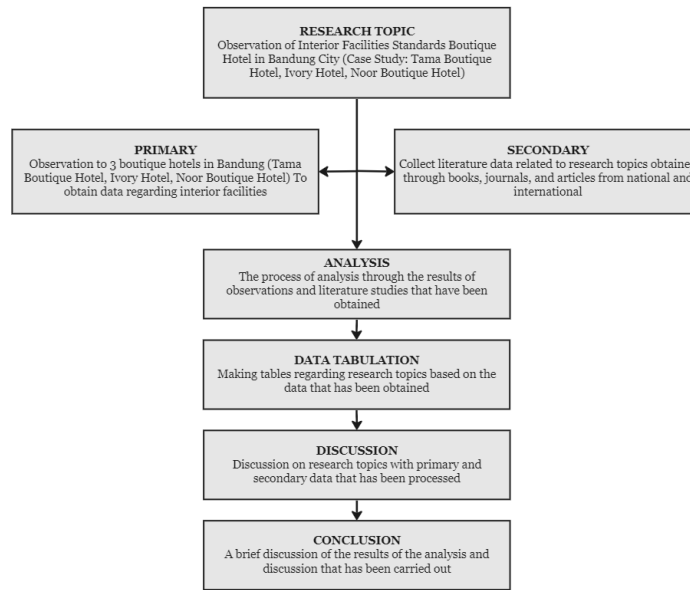 RESEARCH TOPIC
Observation of Interior Facilities Standards Boutique
Hotel in Bandung City (Case Study: Tama Boutique
Hotel, Ivory Hotel, Noor Boutique Hotel)
PRIMARY
Observation to 3 boutique hotels in Bandung (Tama
Boutique Hotel, Ivory Hotel, Noor Boutique Hotel) To
obtain data regarding interior facilities
SECONDARY
Collect literature data related to research topics obtained
through books, journals, and articles from national and
international
ANALYSIS
The process of analysis through the results of
observations and literature studies that have been
obtained
DATA TABULATION
Making tables regarding research topics based on the
data that has been obtained
DISCUSSION
Discussion on research topics with primary and
secondary data that has been processed
CONCLUSION
A brief discussion of the results of the analysis and
discussion that has been carried out